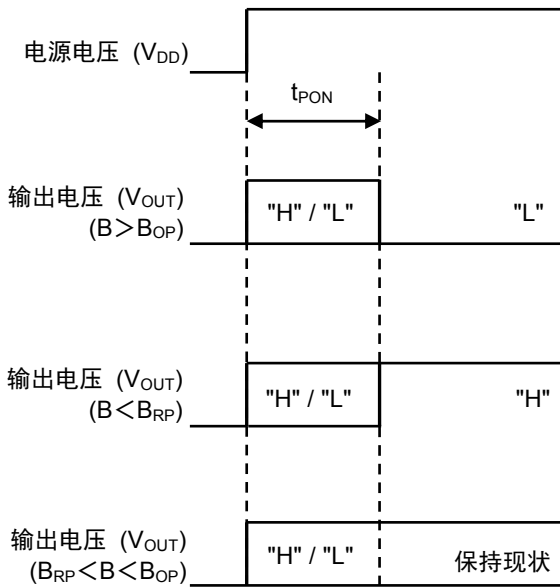 电源电压 (VDD)
tPON
输出电压 (VOUT)
(B＞BOP)
"H" / "L"
"L"
输出电压 (VOUT)
(B＜BRP)
"H" / "L"
"H"
输出电压 (VOUT)
(BRP＜B＜BOP)
"H" / "L"
保持现状